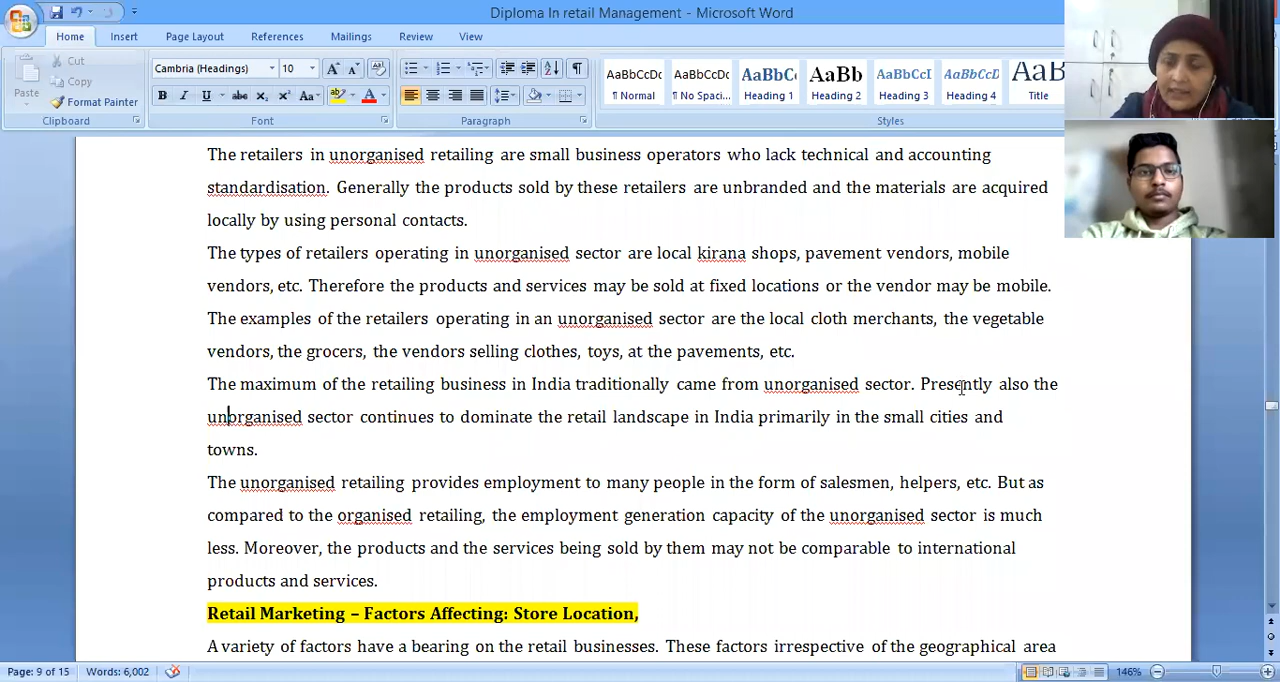 Diploma In retail Management - Microsoft Word
Home Insert Page Layout References Mailings Review View
Cut
Copy
Format Painter
Paste
Cambria (Headings) 10
B I U abc X₂ X² Aa A
AaBbCcDc AaBbCcDc AaBbC AaBb AaBbCcI AaBbCcD AaB
¶ Normal ¶ No Spaci... Heading 1 Heading 2 Heading 3 Heading 4 Title
Clipboard Font Paragraph Styles
The retailers in unorganised retailing are small business operators who lack technical and accounting
standardisation. Generally the products sold by these retailers are unbranded and the materials are acquired
locally by using personal contacts.
The types of retailers operating in unorganised sector are local kirana shops, pavement vendors, mobile
vendors, etc. Therefore the products and services may be sold at fixed locations or the vendor may be mobile.
The examples of the retailers operating in an unorganised sector are the local cloth merchants, the vegetable
vendors, the grocers, the vendors selling clothes, toys, at the pavements, etc.
The maximum of the retailing business in India traditionally came from unorganised sector. Presently also the
unorganised sector continues to dominate the retail landscape in India primarily in the small cities and
towns.
The unorganised retailing provides employment to many people in the form of salesmen, helpers, etc. But as
compared to the organised retailing, the employment generation capacity of the unorganised sector is much
less. Moreover, the products and the services being sold by them may not be comparable to international
products and services.
Retail Marketing – Factors Affecting: Store Location,
A variety of factors have a bearing on the retail businesses. These factors irrespective of the geographical area
Page: 9 of 15 Words: 6,002 146%